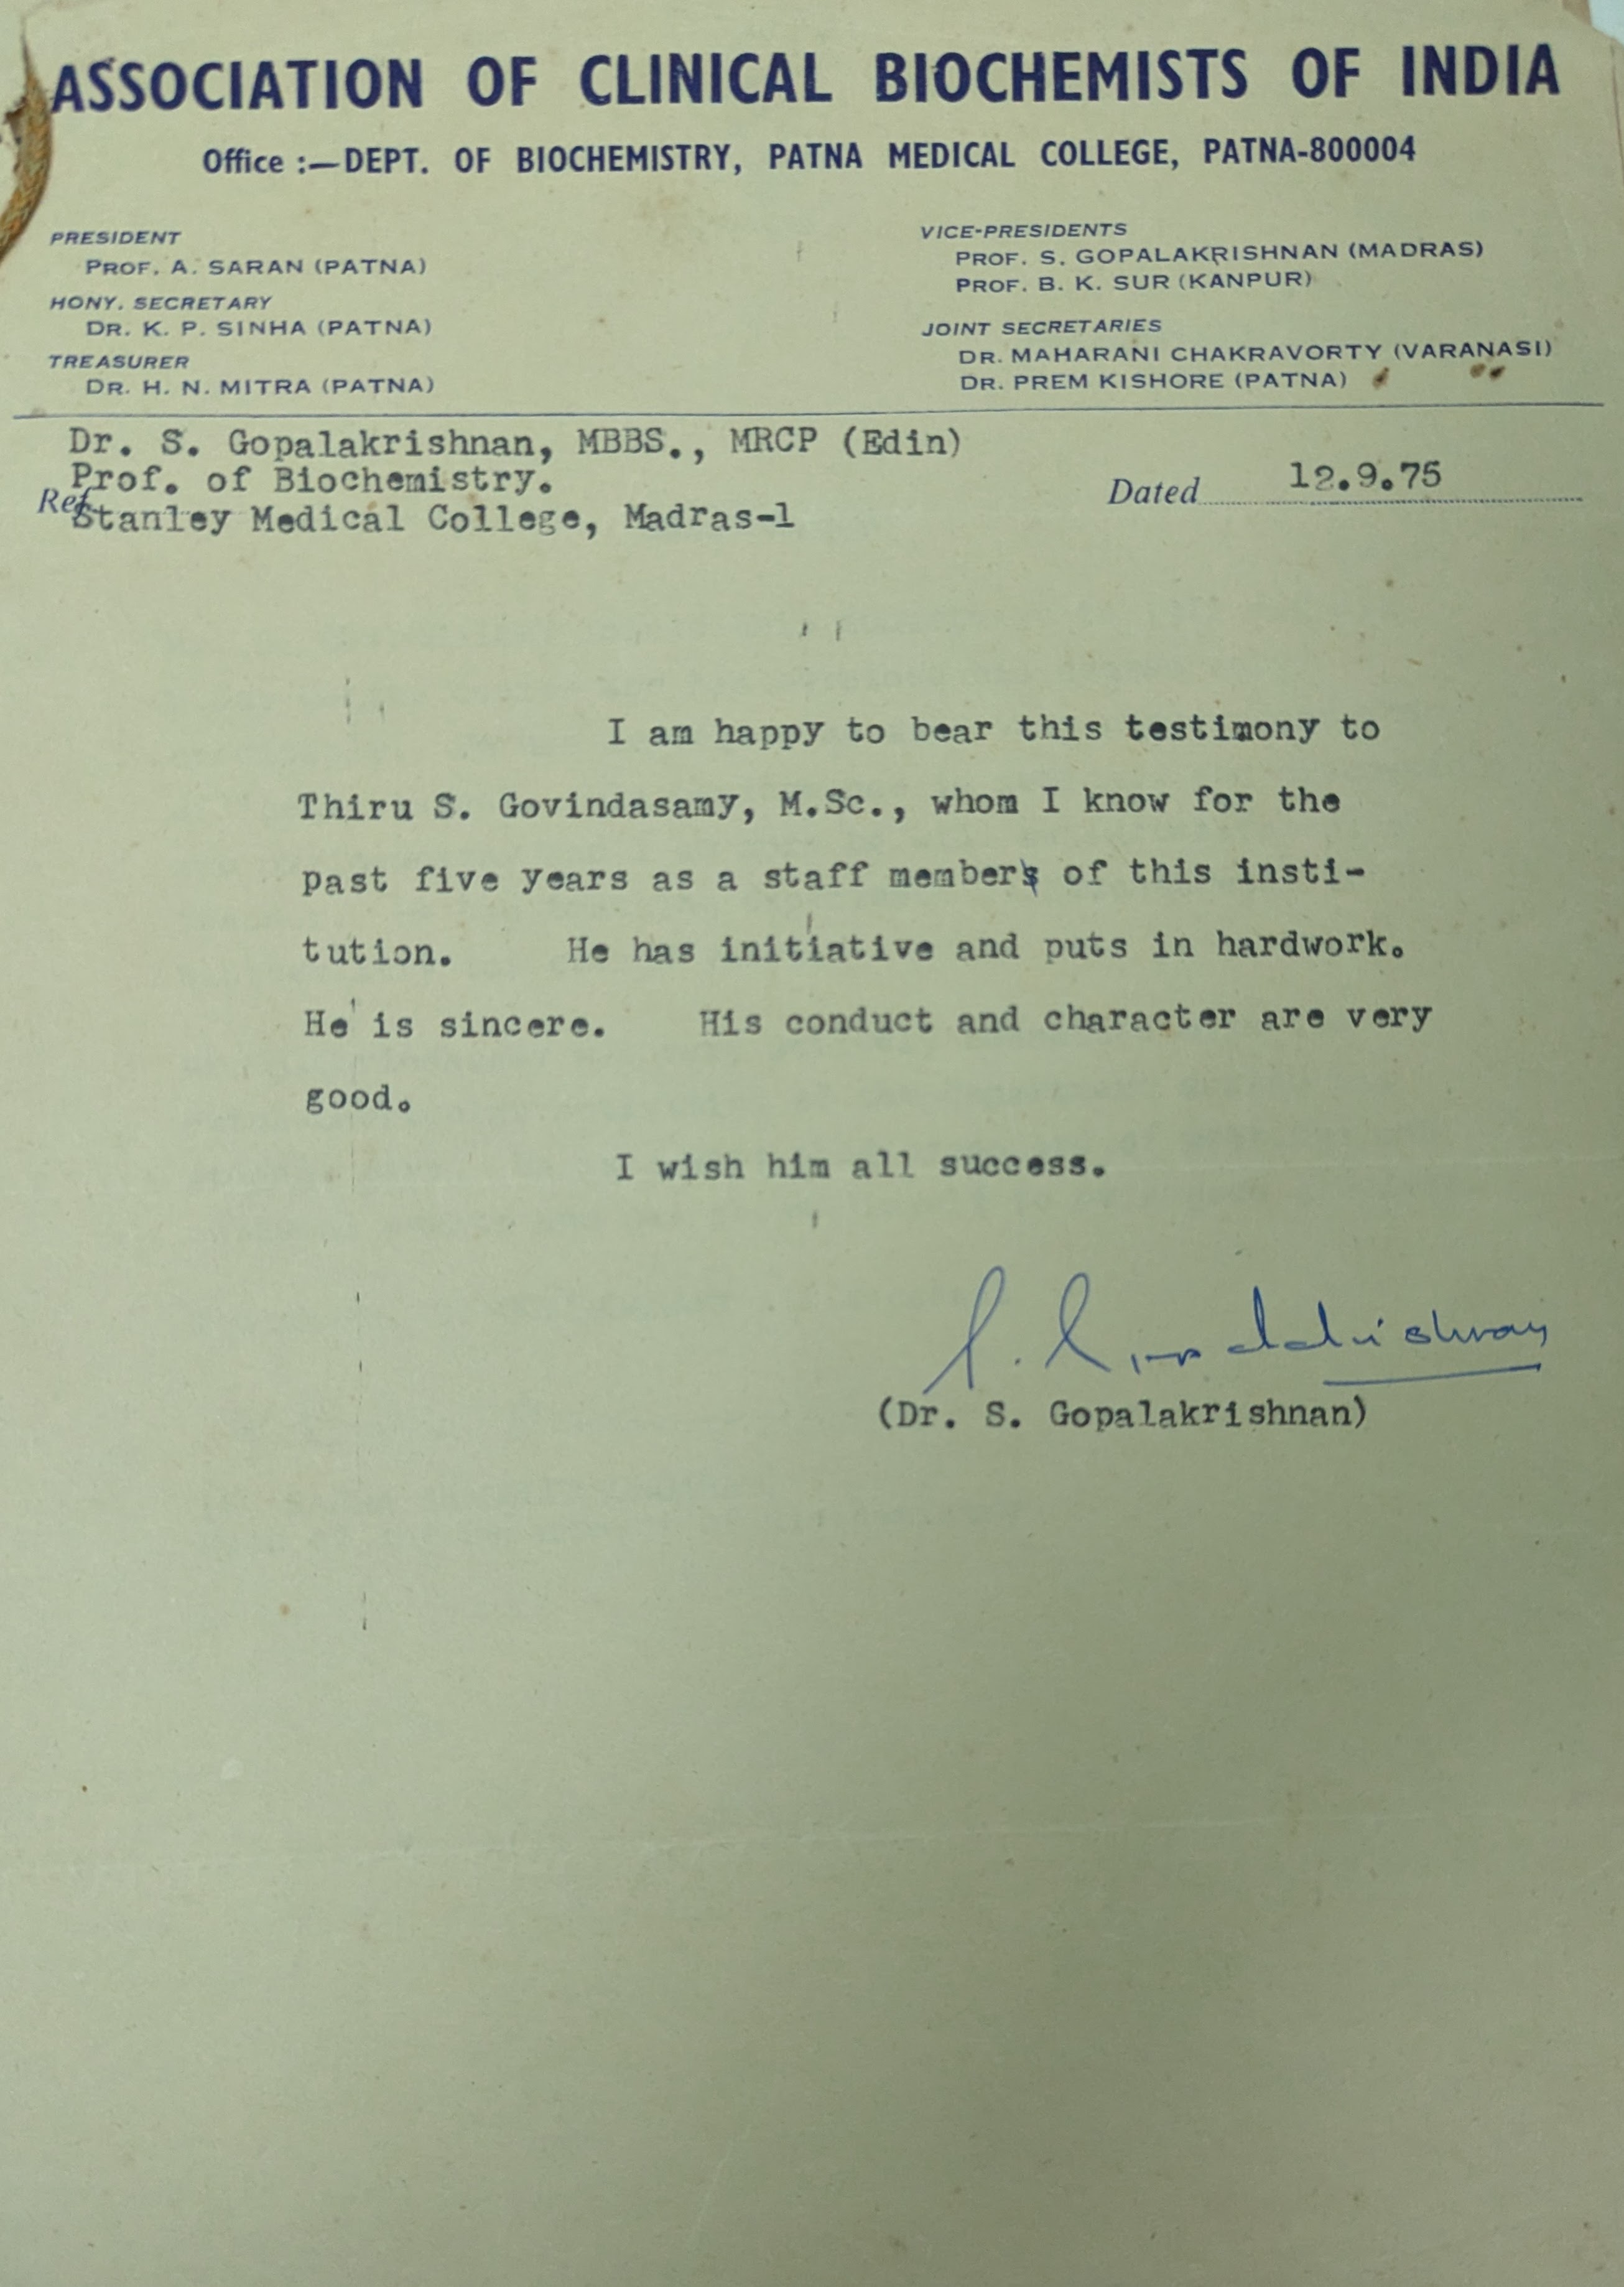 ASSOCIATION OF CLINICAL BIOCHEMISTS OF INDIA
Office :—DEPT. OF BIOCHEMISTRY, PATNA MEDICAL COLLEGE, PATNA-800004
PRESIDENT
PROF. A. SARAN (PATNA)
HONY. SECRETARY
DR. K. P. SINHA (PATNA)
TREASURER
DR. H. N. MITRA (PATNA)
VICE-PRESIDENTS
PROF. S. GOPALAKRISHNAN (MADRAS)
PROF. B. K. SUR (KANPUR)
JOINT SECRETARIES
DR. MAHARANI CHAKRAVORTY (VARANASI)
DR. PREM KISHORE (PATNA)
Dr. S. Gopalakrishnan, MBBS., MRCP (Edin)
Prof. of Biochemistry.
Ref
Stanley Medical College, Madras-1
Dated 12.9.75
I am happy to bear this testimony to
Thiru S. Govindasamy, M.Sc., whom I know for the
past five years as a staff member of this insti-
tution. He has initiative and puts in hardwork.
He is sincere. His conduct and character are very
good.
I wish him all success.
S. Gopalakrishnan
(Dr. S. Gopalakrishnan)